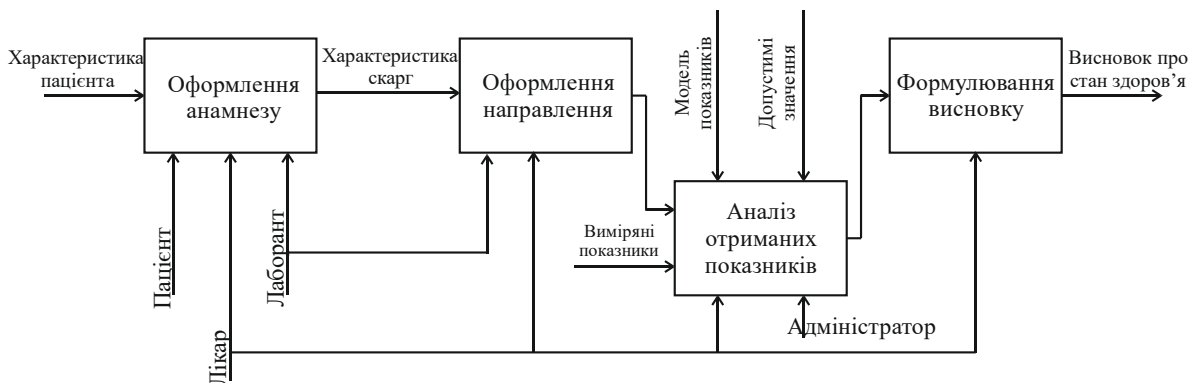 Характеристика
пацієнта
Оформлення
анамнезу
Характеристика
скарг
Оформлення
направлення
Модель
показників
Допустимі
значення
Формулювання
висновку
Висновок про
стан здоров’я
Виміряні
показники
Аналіз
отриманих
показників
Пацієнт
Лікар
Лаборант
Адміністратор